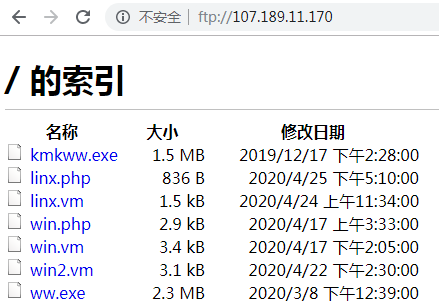 不安全 | ftp://107.189.11.170
/ 的索引
名称 大小 修改日期
kmkww.exe 1.5 MB 2019/12/17 下午2:28:00
linx.php 836 B 2020/4/25 下午5:10:00
linx.vm 1.5 kB 2020/4/24 上午11:34:00
win.php 2.9 kB 2020/4/17 下午3:33:00
win.vm 3.4 kB 2020/4/17 下午2:05:00
win2.vm 3.1 kB 2020/4/22 下午2:30:00
ww.exe 2.3 MB 2020/3/8 下午12:39:00